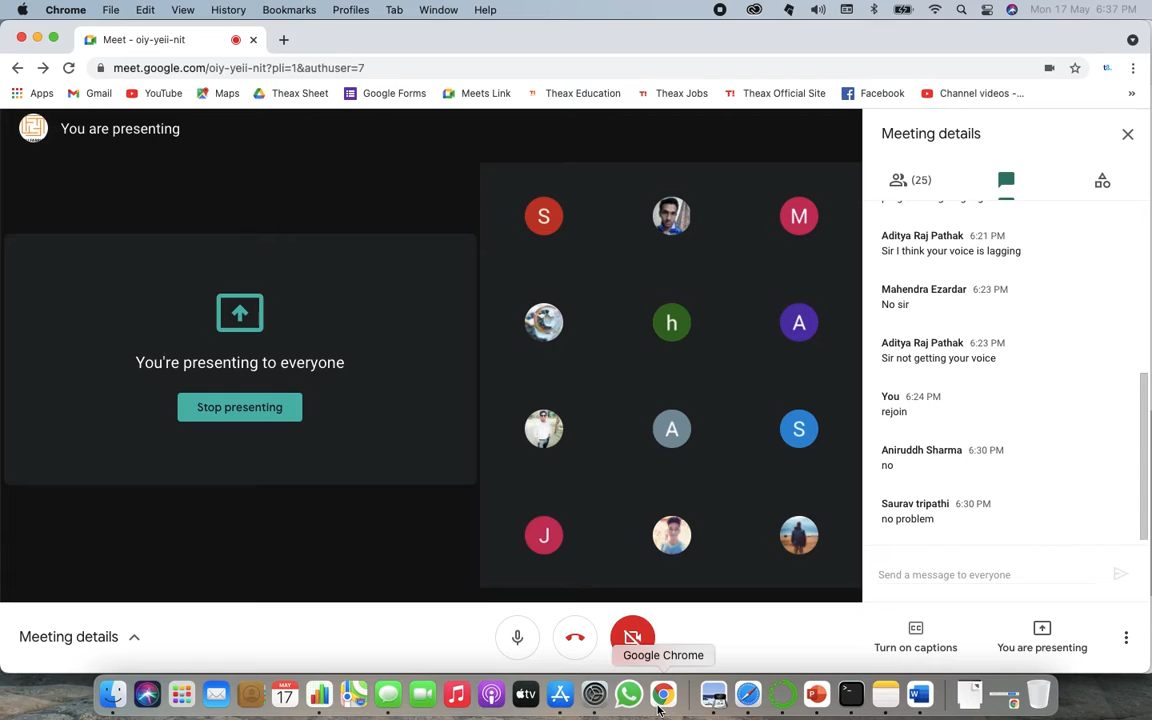 Chrome File Edit View History Bookmarks Profiles Tab Window Help Mon 17 May 6:37 PM
Meet - oiy-yeii-nit
meet.google.com/oiy-yeii-nit?pli=1&authuser=7
Apps Gmail YouTube Maps Theax Sheet Google Forms Meets Link Theax Education Theax Jobs Theax Official Site Facebook Channel videos -... »
You are presenting
Meeting details
(25)
Aditya Raj Pathak 6:21 PM
Sir I think your voice is lagging
Mahendra Ezardar 6:23 PM
No sir
Aditya Raj Pathak 6:23 PM
Sir not getting your voice
You 6:24 PM
rejoin
Aniruddh Sharma 6:30 PM
no
Saurav tripathi 6:30 PM
no problem
Send a message to everyone
S M
h A
A S
J
You're presenting to everyone
Stop presenting
Meeting details
CC
Turn on captions
You are presenting
Google Chrome
MAY
17
tv